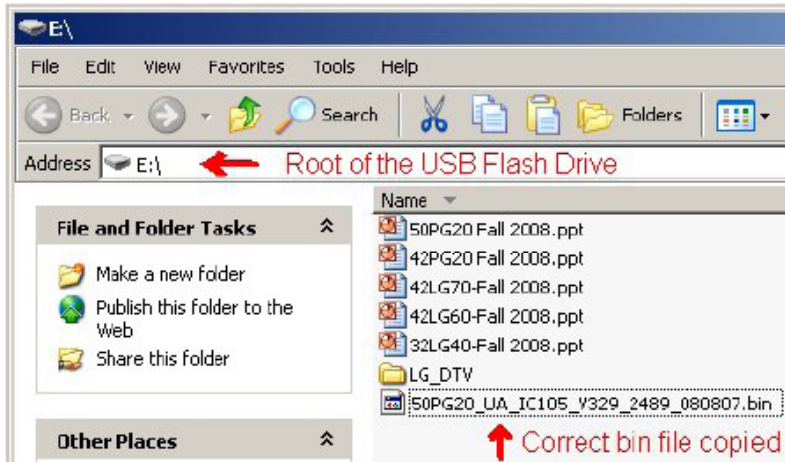 E:\
File Edit View Favorites Tools Help
Back Search Folders
Address E:\ Root of the USB Flash Drive
File and Folder Tasks
Make a new folder
Publish this folder to the
Web
Share this folder
Other Places
Name
50PG20 Fall 2008.ppt
42PG20 Fall 2008.ppt
42LG70-Fall 2008.ppt
42LG60-Fall 2008.ppt
32LG40-Fall 2008.ppt
LG_DTV
50PG20_UA_IC105_V329_2489_080807.bin
Correct bin file copied